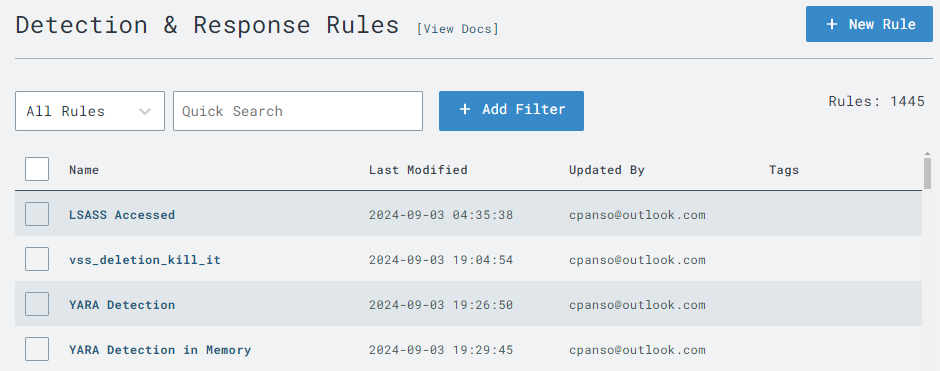 Detection & Response Rules [View Docs] + New Rule
All Rules Quick Search + Add Filter Rules: 1445
Name Last Modified Updated By Tags
LSASS Accessed 2024-09-03 04:35:38 cpanso@outlook.com
vss_deletion_kill_it 2024-09-03 19:04:54 cpanso@outlook.com
YARA Detection 2024-09-03 19:26:50 cpanso@outlook.com
YARA Detection in Memory 2024-09-03 19:29:45 cpanso@outlook.com